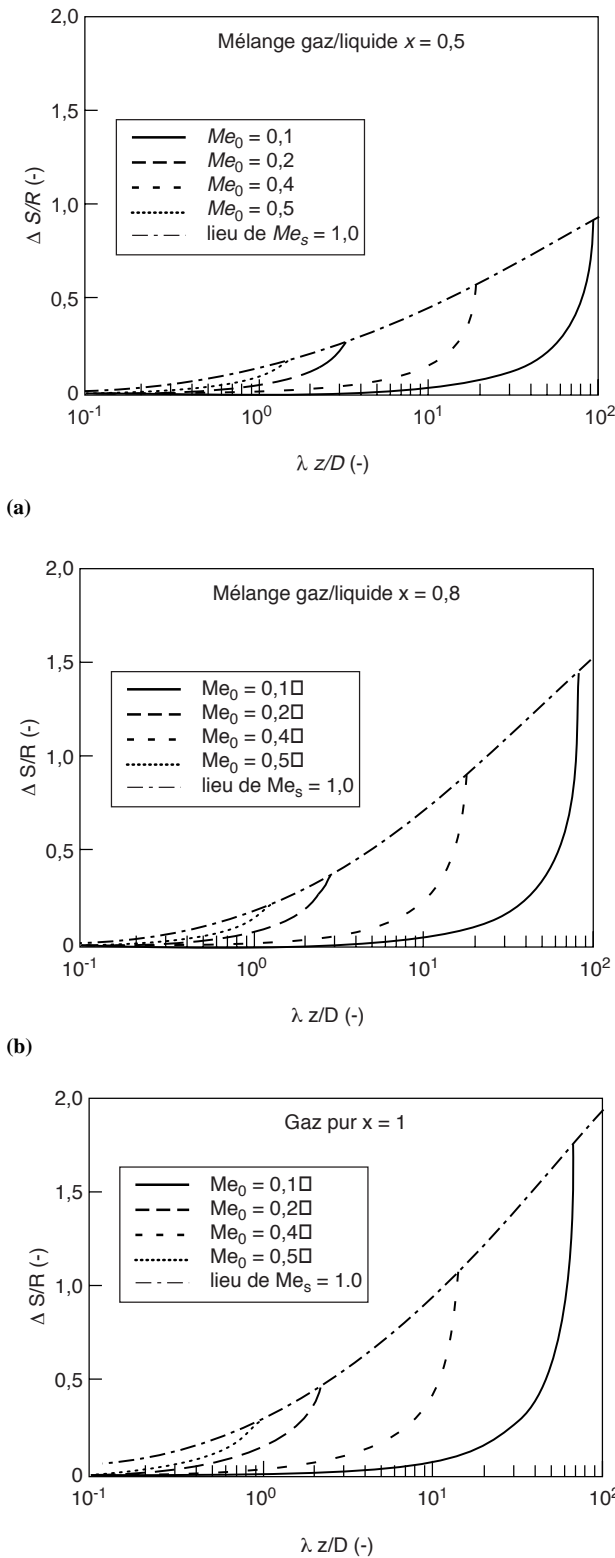 2,0
Mélange gaz/liquide x = 0,5
1,5
Me0 = 0,1
Me0 = 0,2
Me0 = 0,4
Me0 = 0,5
lieu de Mes = 1,0
1,0
Δ S/R (-)
0,5
0
10-1 100 101 102
λ z/D (-)
(a)
2,0
Mélange gaz/liquide x = 0,8
1,5
Me0 = 0,1□
Me0 = 0,2□
Me0 = 0,4□
Me0 = 0,5□
lieu de Mes = 1,0
1,0
Δ S/R (-)
0,5
0
10-1 100 101 102
λ z/D (-)
(b)
2,0
Gaz pur x = 1
1,5
Me0 = 0,1□
Me0 = 0,2□
Me0 = 0,4□
Me0 = 0,5□
lieu de Mes = 1.0
1,0
Δ S/R (-)
0,5
0
10-1 100 101 102
λ z/D (-)